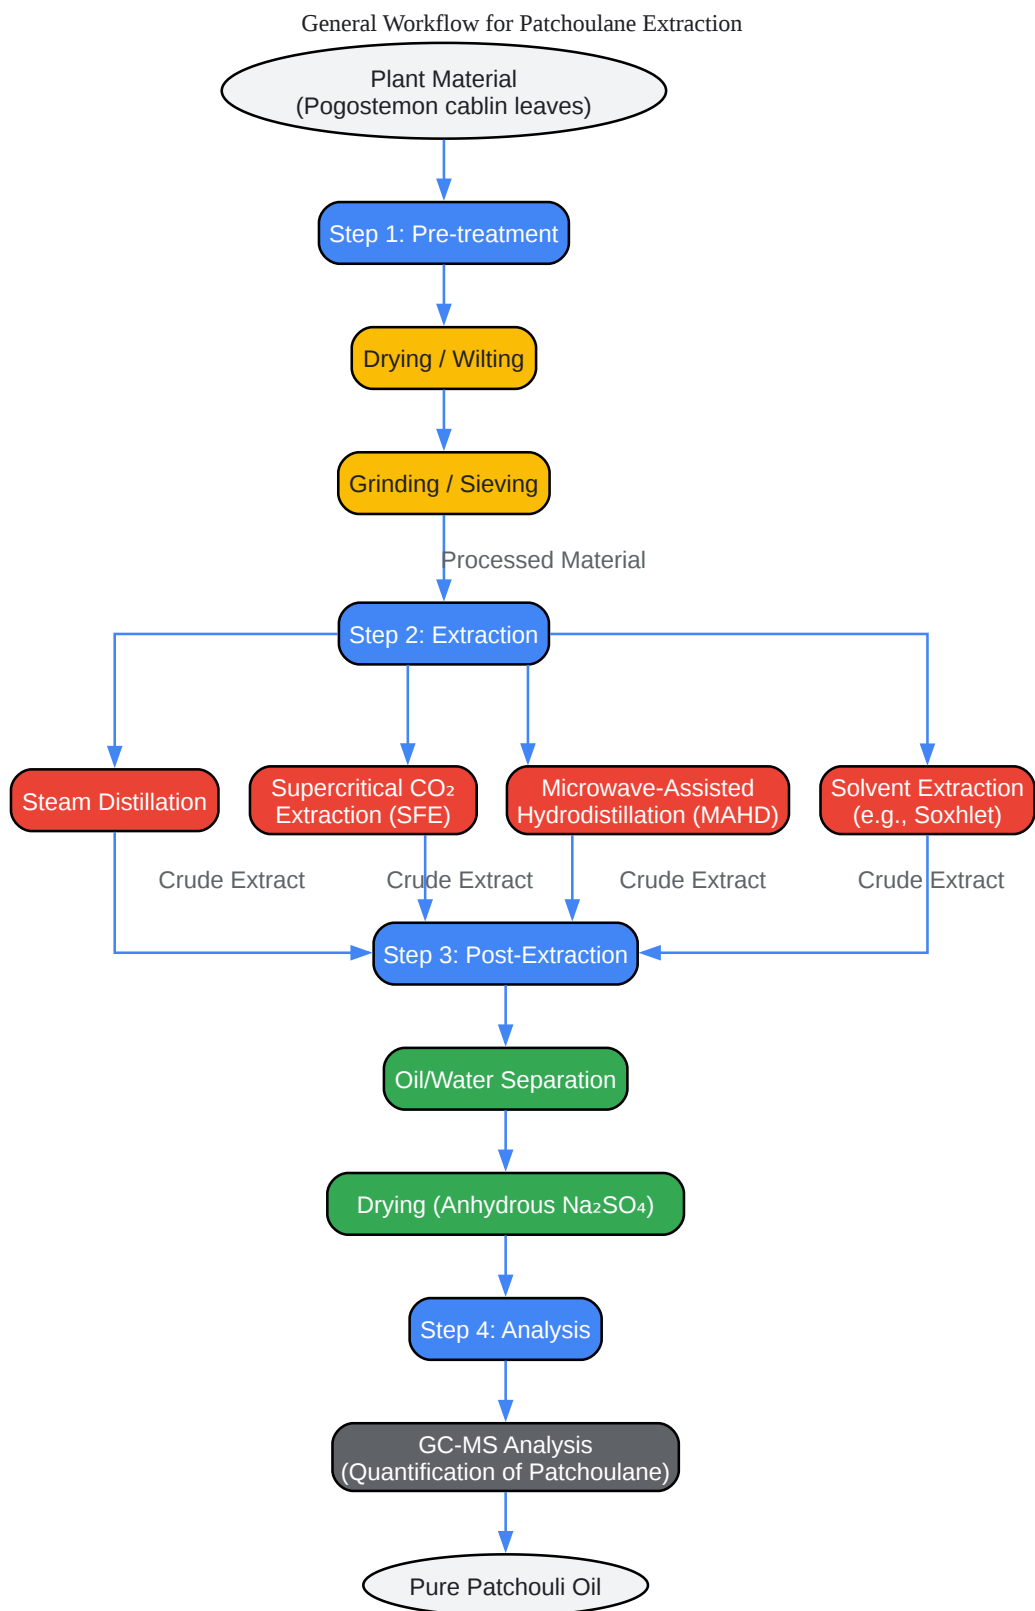 General Workflow for Patchoulane Extraction
Plant Material
(Pogostemon cablin leaves)
Step 1: Pre-treatment
Drying / Wilting
Grinding / Sieving
Processed Material
Step 2: Extraction
Steam Distillation
Supercritical CO₂
Extraction (SFE)
Microwave-Assisted
Hydrodistillation (MAHD)
Solvent Extraction
(e.g., Soxhlet)
Crude Extract
Crude Extract
Crude Extract
Crude Extract
Step 3: Post-Extraction
Oil/Water Separation
Drying (Anhydrous Na₂SO₄)
Step 4: Analysis
GC-MS Analysis
(Quantification of Patchoulane)
Pure Patchouli Oil